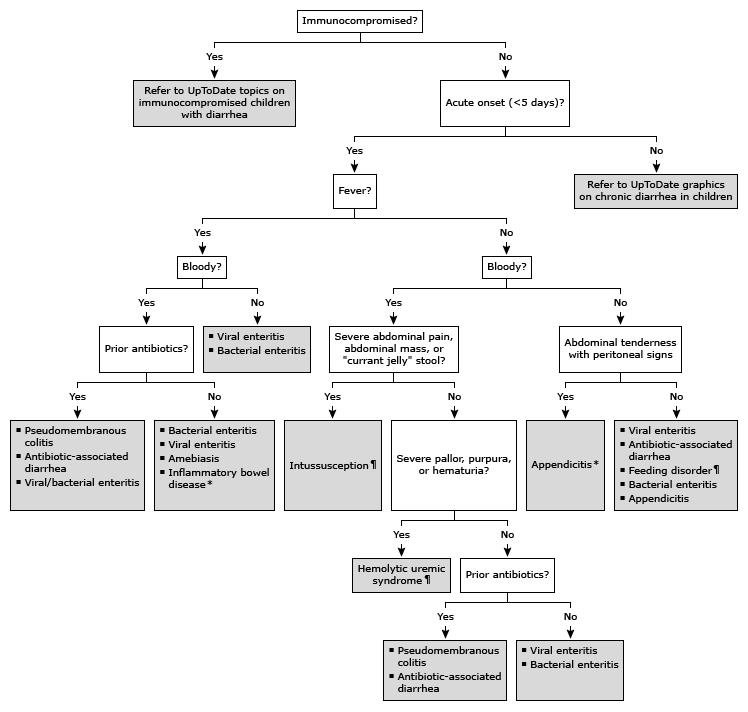 Immunocompromised?
Yes
No
Refer to UpToDate topics on
immunocompromised children
with diarrhea
Acute onset (<5 days)?
Yes
No
Fever?
Refer to UpToDate graphics
on chronic diarrhea in children
Yes
No
Bloody?
Bloody?
Yes
No
Yes
No
Prior antibiotics?
▪ Viral enteritis
▪ Bacterial enteritis
Severe abdominal pain,
abdominal mass, or
"currant jelly" stool?
Abdominal tenderness
with peritoneal signs
Yes
No
Yes
No
Yes
No
▪ Pseudomembranous
colitis
▪ Antibiotic-associated
diarrhea
▪ Viral/bacterial enteritis
▪ Bacterial enteritis
▪ Viral enteritis
▪ Amebiasis
▪ Inflammatory bowel
disease*
Intussusception¶
Severe pallor, purpura,
or hematuria?
Appendicitis*
▪ Viral enteritis
▪ Antibiotic-associated
diarrhea
▪ Feeding disorder¶
▪ Bacterial enteritis
▪ Appendicitis
Yes
No
Hemolytic uremic
syndrome¶
Prior antibiotics?
Yes
No
▪ Pseudomembranous
colitis
▪ Antibiotic-associated
diarrhea
▪ Viral enteritis
▪ Bacterial enteritis